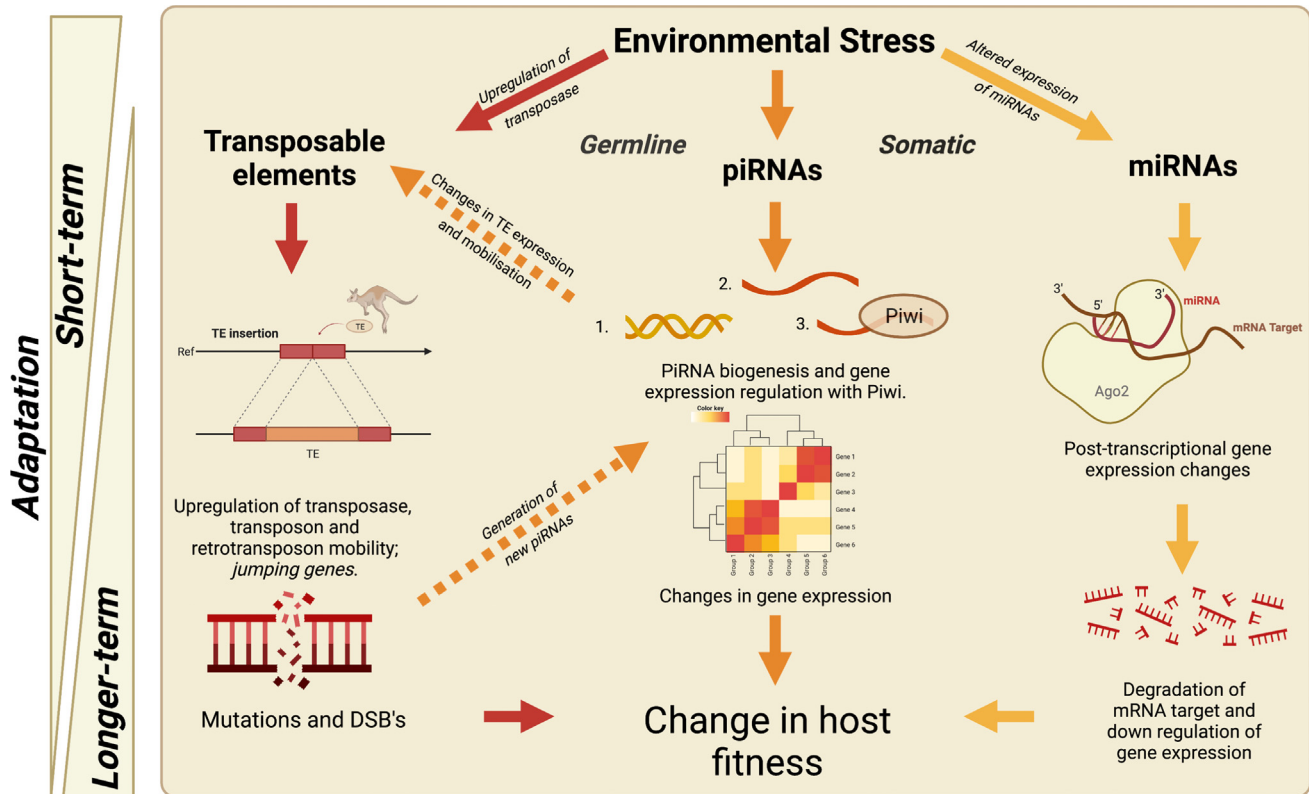 Environmental Stress
Upregulation of
transposase
Altered expression
of miRNAs
Transposable
elements
Germline
Somatic
piRNAs
miRNAs
Changes in TE expression
and mobilisation
Adaptation
Short-term
Longer-term
TE insertion
TE
Ref
TE
Upregulation of transposase,
transposon and
retrotransposon mobility;
jumping genes.
Mutations and DSB's
Generation of
new piRNAs
1.
2.
3.
Piwi
PiRNA biogenesis and gene
expression regulation with Piwi.
Color key
Gene 1
Gene 2
Gene 3
Gene 4
Gene 5
Gene 6
Group 1
Group 2
Group 3
Group 4
Group 5
Group 6
Changes in gene expression
Change in host
fitness
3'
5'
3'
miRNA
mRNA Target
Ago2
Post-transcriptional gene
expression changes
Degradation of
mRNA target and
down regulation of
gene expression